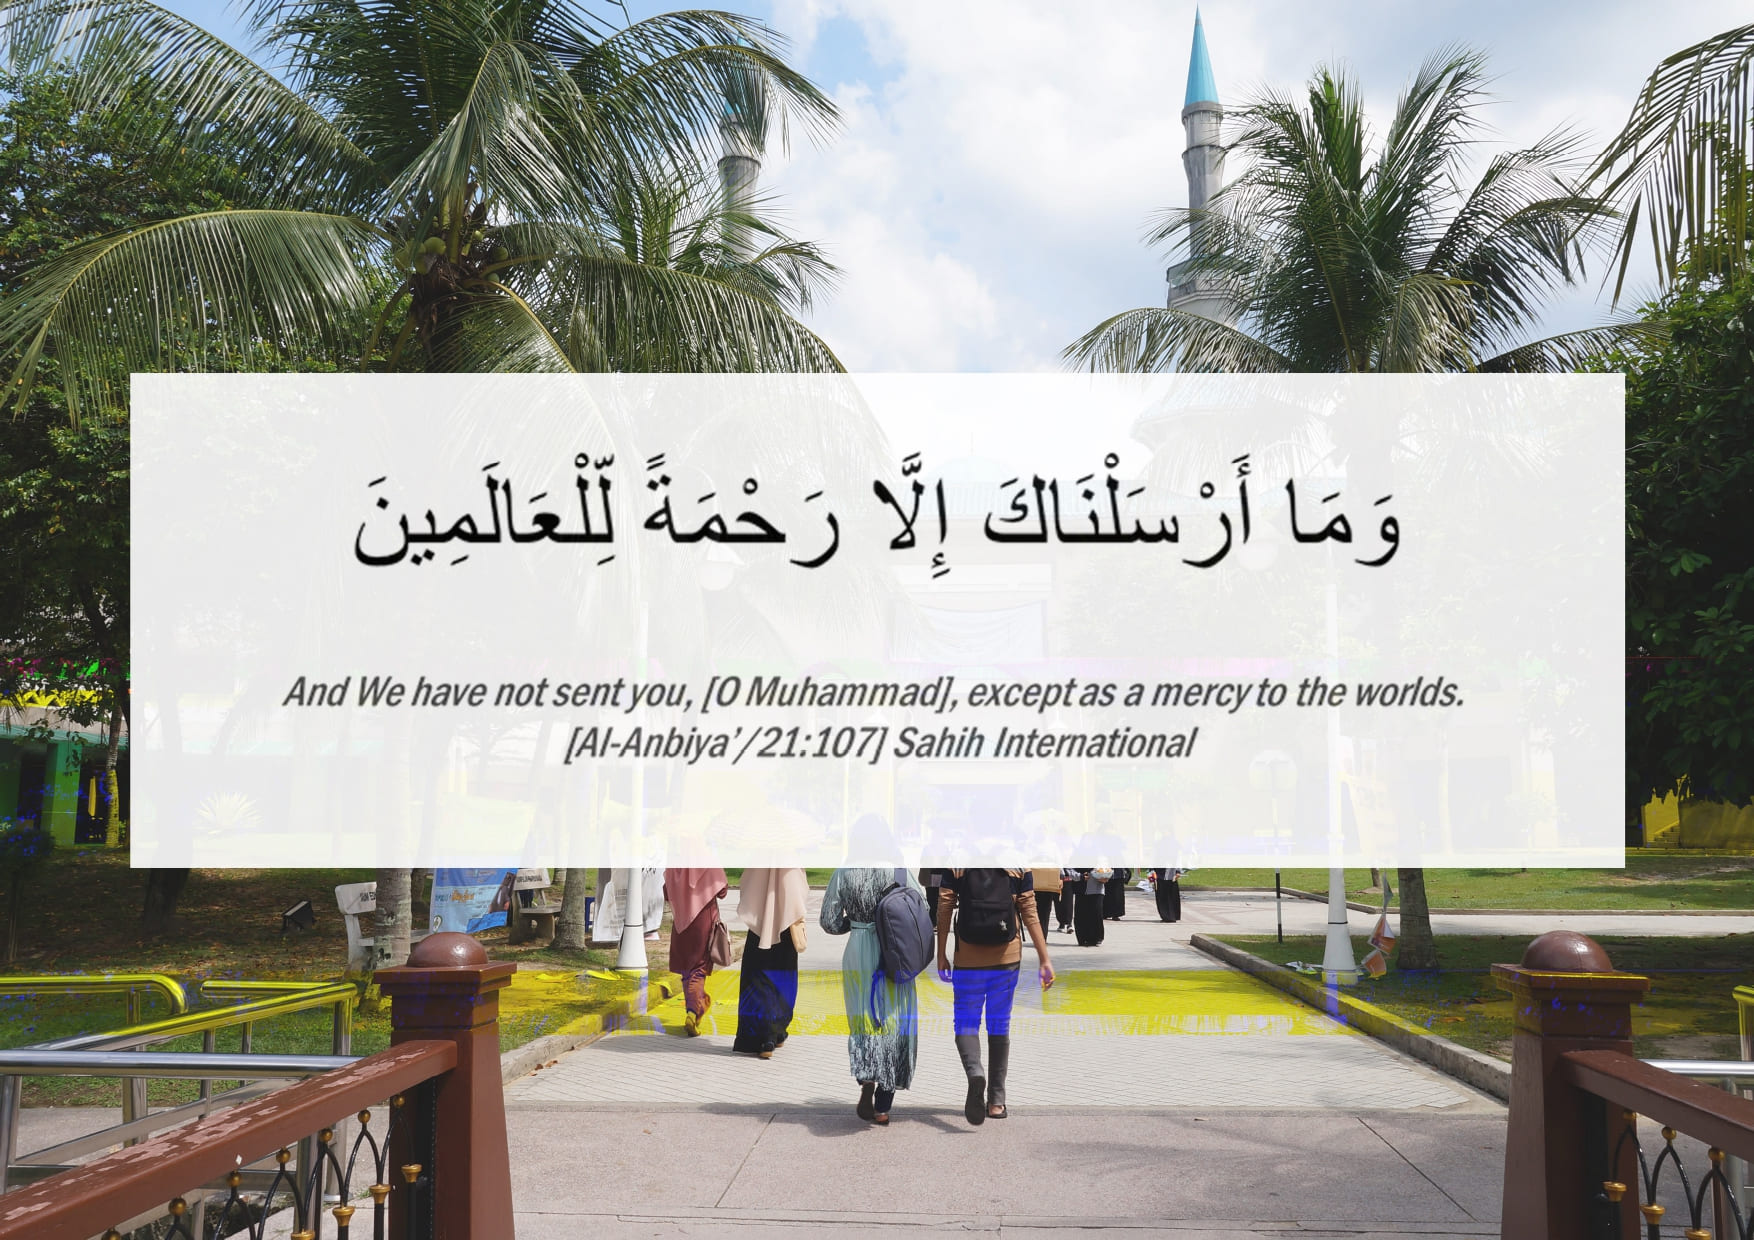 وَمَا أَرْسَلْنَاكَ إِلَّا رَحْمَةً لِّلْعَالَمِينَ
And We have not sent you, [O Muhammad], except as a mercy to the worlds.
[Al-Anbiya’/21:107] Sahih International